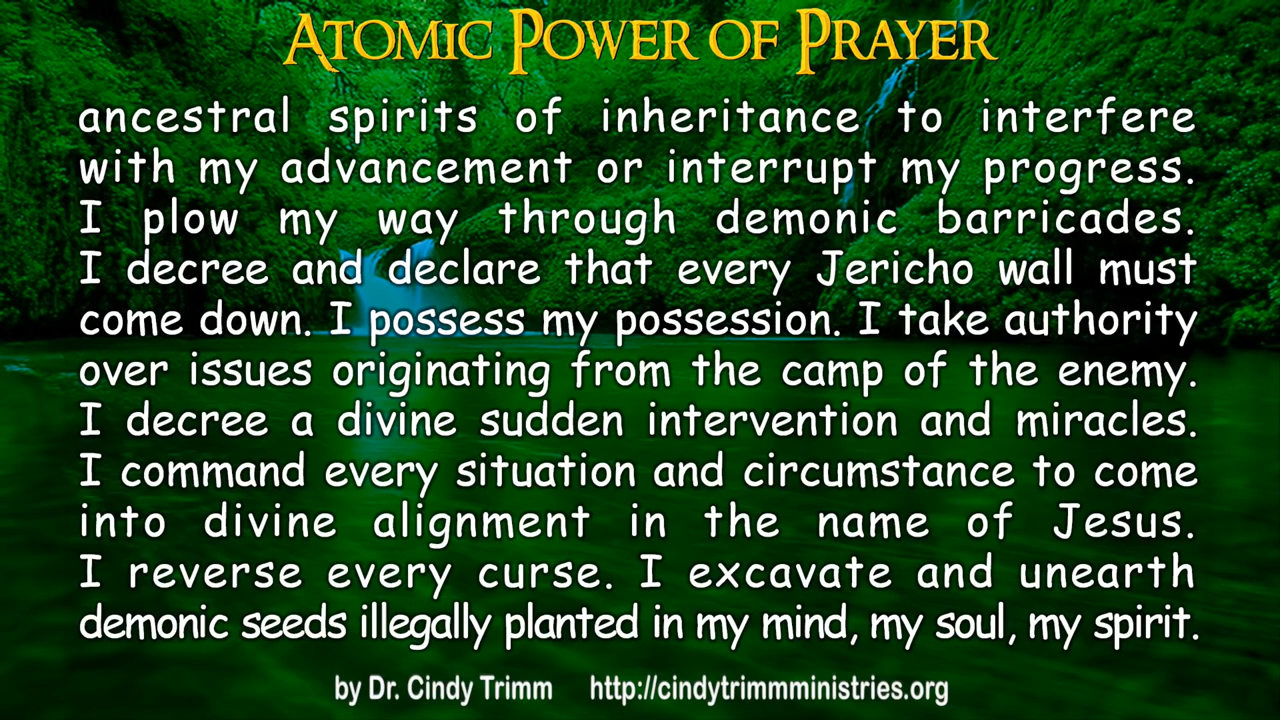 Atomic Power of Prayer
ancestral spirits of inheritance to interfere
with my advancement or interrupt my progress.
I plow my way through demonic barricades.
I decree and declare that every Jericho wall must
come down. I possess my possession. I take authority
over issues originating from the camp of the enemy.
I decree a divine sudden intervention and miracles.
I command every situation and circumstance to come
into divine alignment in the name of Jesus.
I reverse every curse. I excavate and unearth
demonic seeds illegally planted in my mind, my soul, my spirit.
by Dr. Cindy Trimm http://cindytrimmministries.org